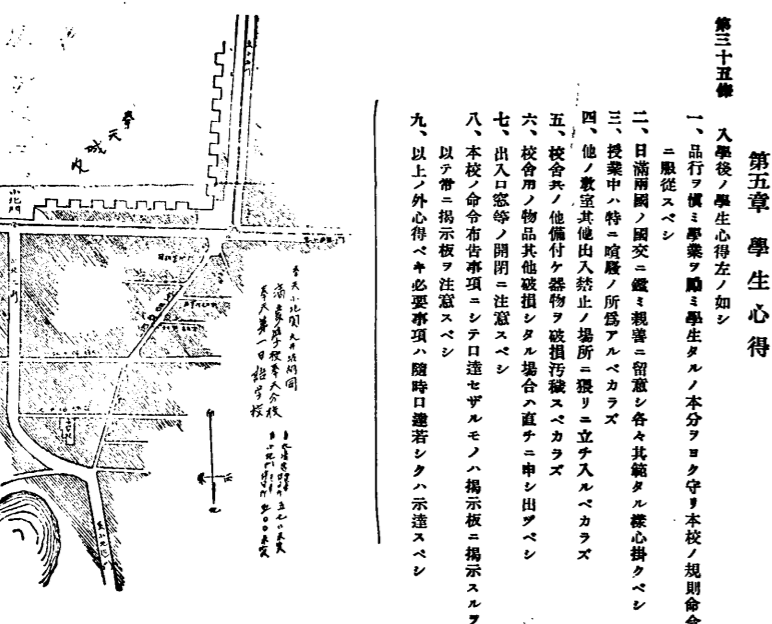 第五章　學生心得
第三十五條　入學後ノ學生心得左ノ如シ
一、品行ヲ愼ミ學業ヲ勵ミ學生タルノ本分ヲヨク守リ本校ノ規則命令
ニ服從スベシ
二、日滿兩國ノ國交ニ鑑ミ親善ニ留意シ各々其範タル樣心掛クベシ
三、授業中ハ特ニ喧騷ノ所爲アルベカラズ
四、他ノ敎室其他出入禁止ノ場所ニ猥リニ立チ入ルベカラズ
五、校舍其ノ他備付ケ器物ヲ破損汚穢スベカラズ
六、校舍用ノ物品其他破損シタル場合ハ直チニ申シ出ヅベシ
七、出入口窓等ノ開閉ニ注意スベシ
八、本校ノ命令布吿事項ニシテ口達セザルモノハ揭示板ニ揭示スルヲ
以テ常ニ揭示板ヲ注意スベシ
九、以上ノ外心得ベキ必要事項ハ隨時口達若シクハ示達スベシ
奉天小北關
奉天分校
奉天第一日語學校
奉天城內
小北門